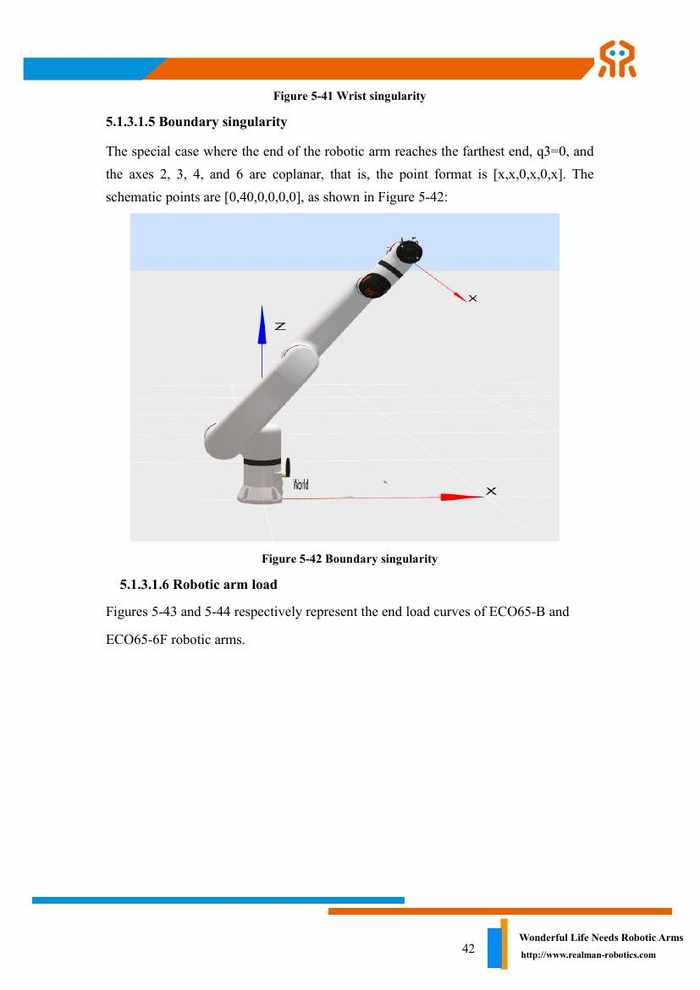 Figure 5-41 Wrist singularity
5.1.3.1.5 Boundary singularity
The special case where the end of the robotic arm reaches the farthest end, q3=0, and
the axes 2, 3, 4, and 6 are coplanar, that is, the point format is [x,x,0,x,0,x]. The
schematic points are [0,40,0,0,0,0], as shown in Figure 5-42:
X
Z
World
X
Figure 5-42 Boundary singularity
5.1.3.1.6 Robotic arm load
Figures 5-43 and 5-44 respectively represent the end load curves of ECO65-B and
ECO65-6F robotic arms.
42
Wonderful Life Needs Robotic Arms
http://www.realman-robotics.com